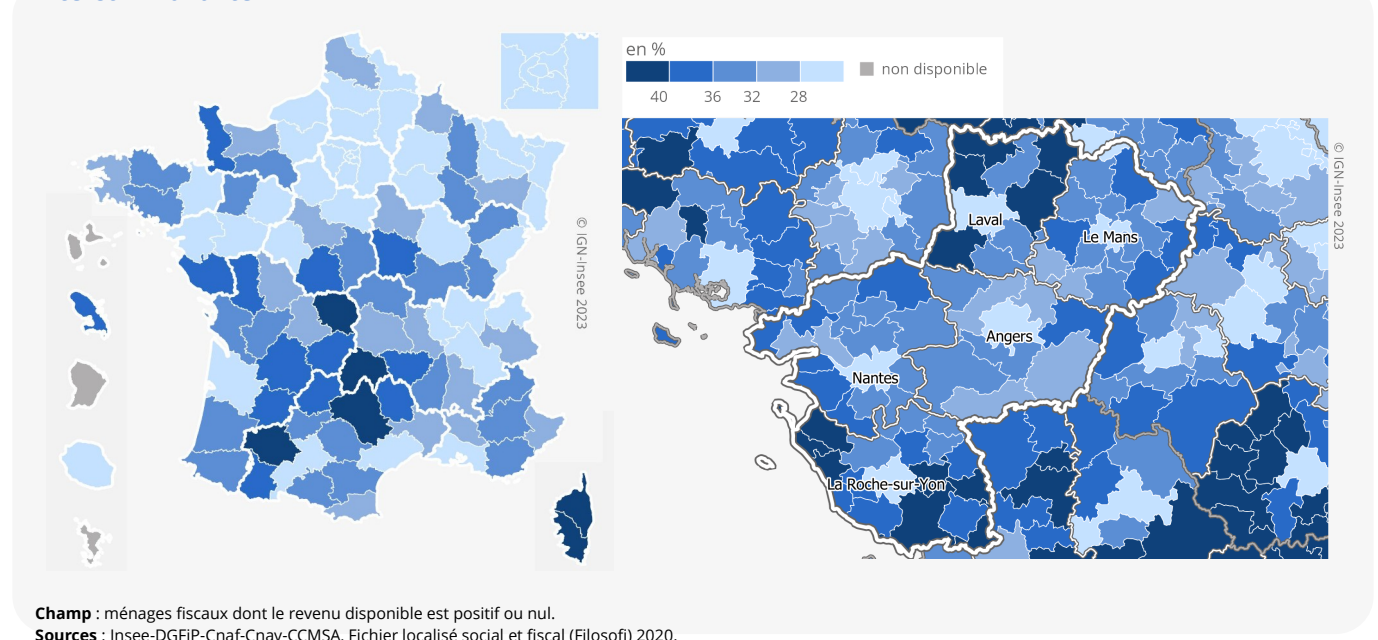 en %
40 36 32 28
non disponible
© IGN-Insee 2023
© IGN-Insee 2023
Laval
Le Mans
Angers
Nantes
La Roche-sur-Yon
Champ : ménages fiscaux dont le revenu disponible est positif ou nul.
Sources : Insee-DGFiP-Cnaf-Cnav-CCMSA, Fichier localisé social et fiscal (Filosofi) 2020.